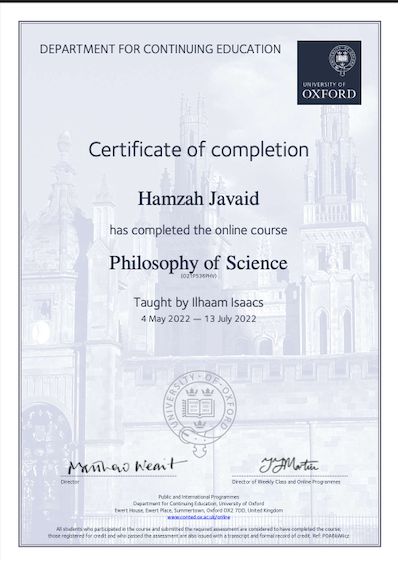 DEPARTMENT FOR CONTINUING EDUCATION
UNIVERSITY OF
OXFORD
Certificate of completion
Hamzah Javaid
has completed the online course
Philosophy of Science
Taught by Ilhaam Isaacs
4 May 2022 — 13 July 2022
UNIVERSITY OF OXFORD
Director
Director of Weekly Class and Online Programmes
Public and International Programmes
Department for Continuing Education, University of Oxford
Ewert House, Ewert Place, Summertown, Oxford OX2 7DD, United Kingdom
www.conted.ox.ac.uk/online
All students who participated in the course and submitted the required assessment are considered to have completed the course;
those registered for credit and who passed the assessment are also issued with a transcript and formal record of credit. Ref: